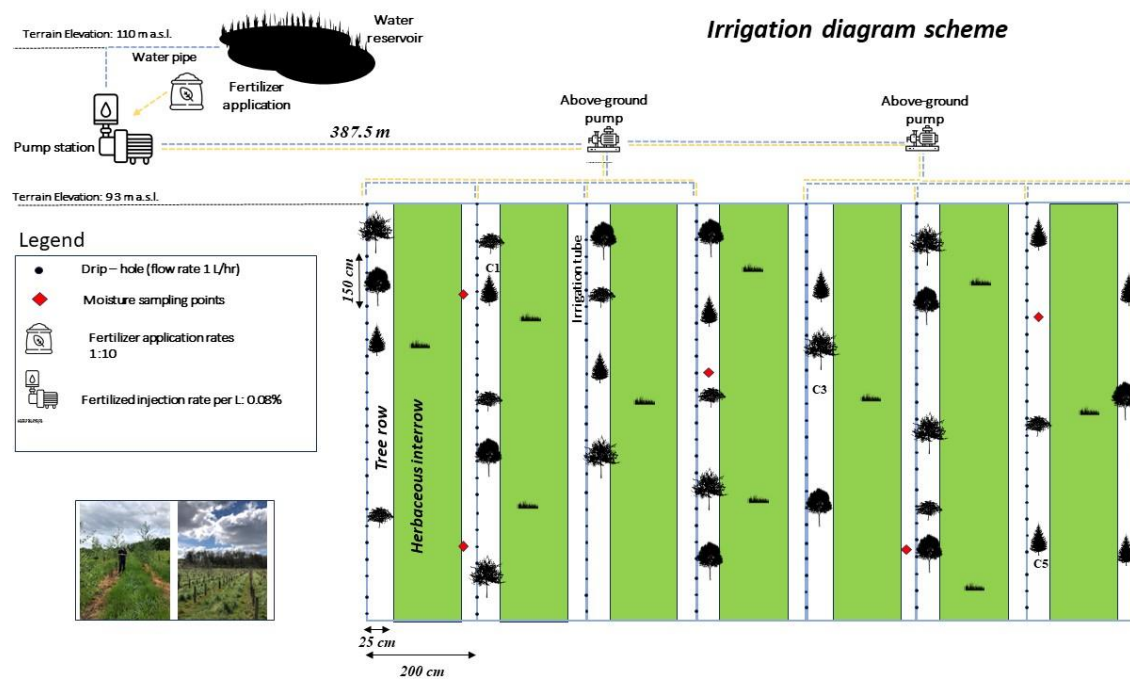 Irrigation diagram scheme
Terrain Elevation: 110 m a.s.l.
Water
reservoir
Water pipe
Fertilizer
application
Pump station
387.5 m
Above-ground
pump
Above-ground
pump
Terrain Elevation: 93 m a.s.l.
Legend
Drip – hole (flow rate 1 L/hr)
Moisture sampling points
Fertilizer application rates
1:10
Fertilized injection rate per L: 0.08%
150 cm
Tree row
Herbaceous interrow
C1
Irrigation tube
C3
C5
25 cm
200 cm